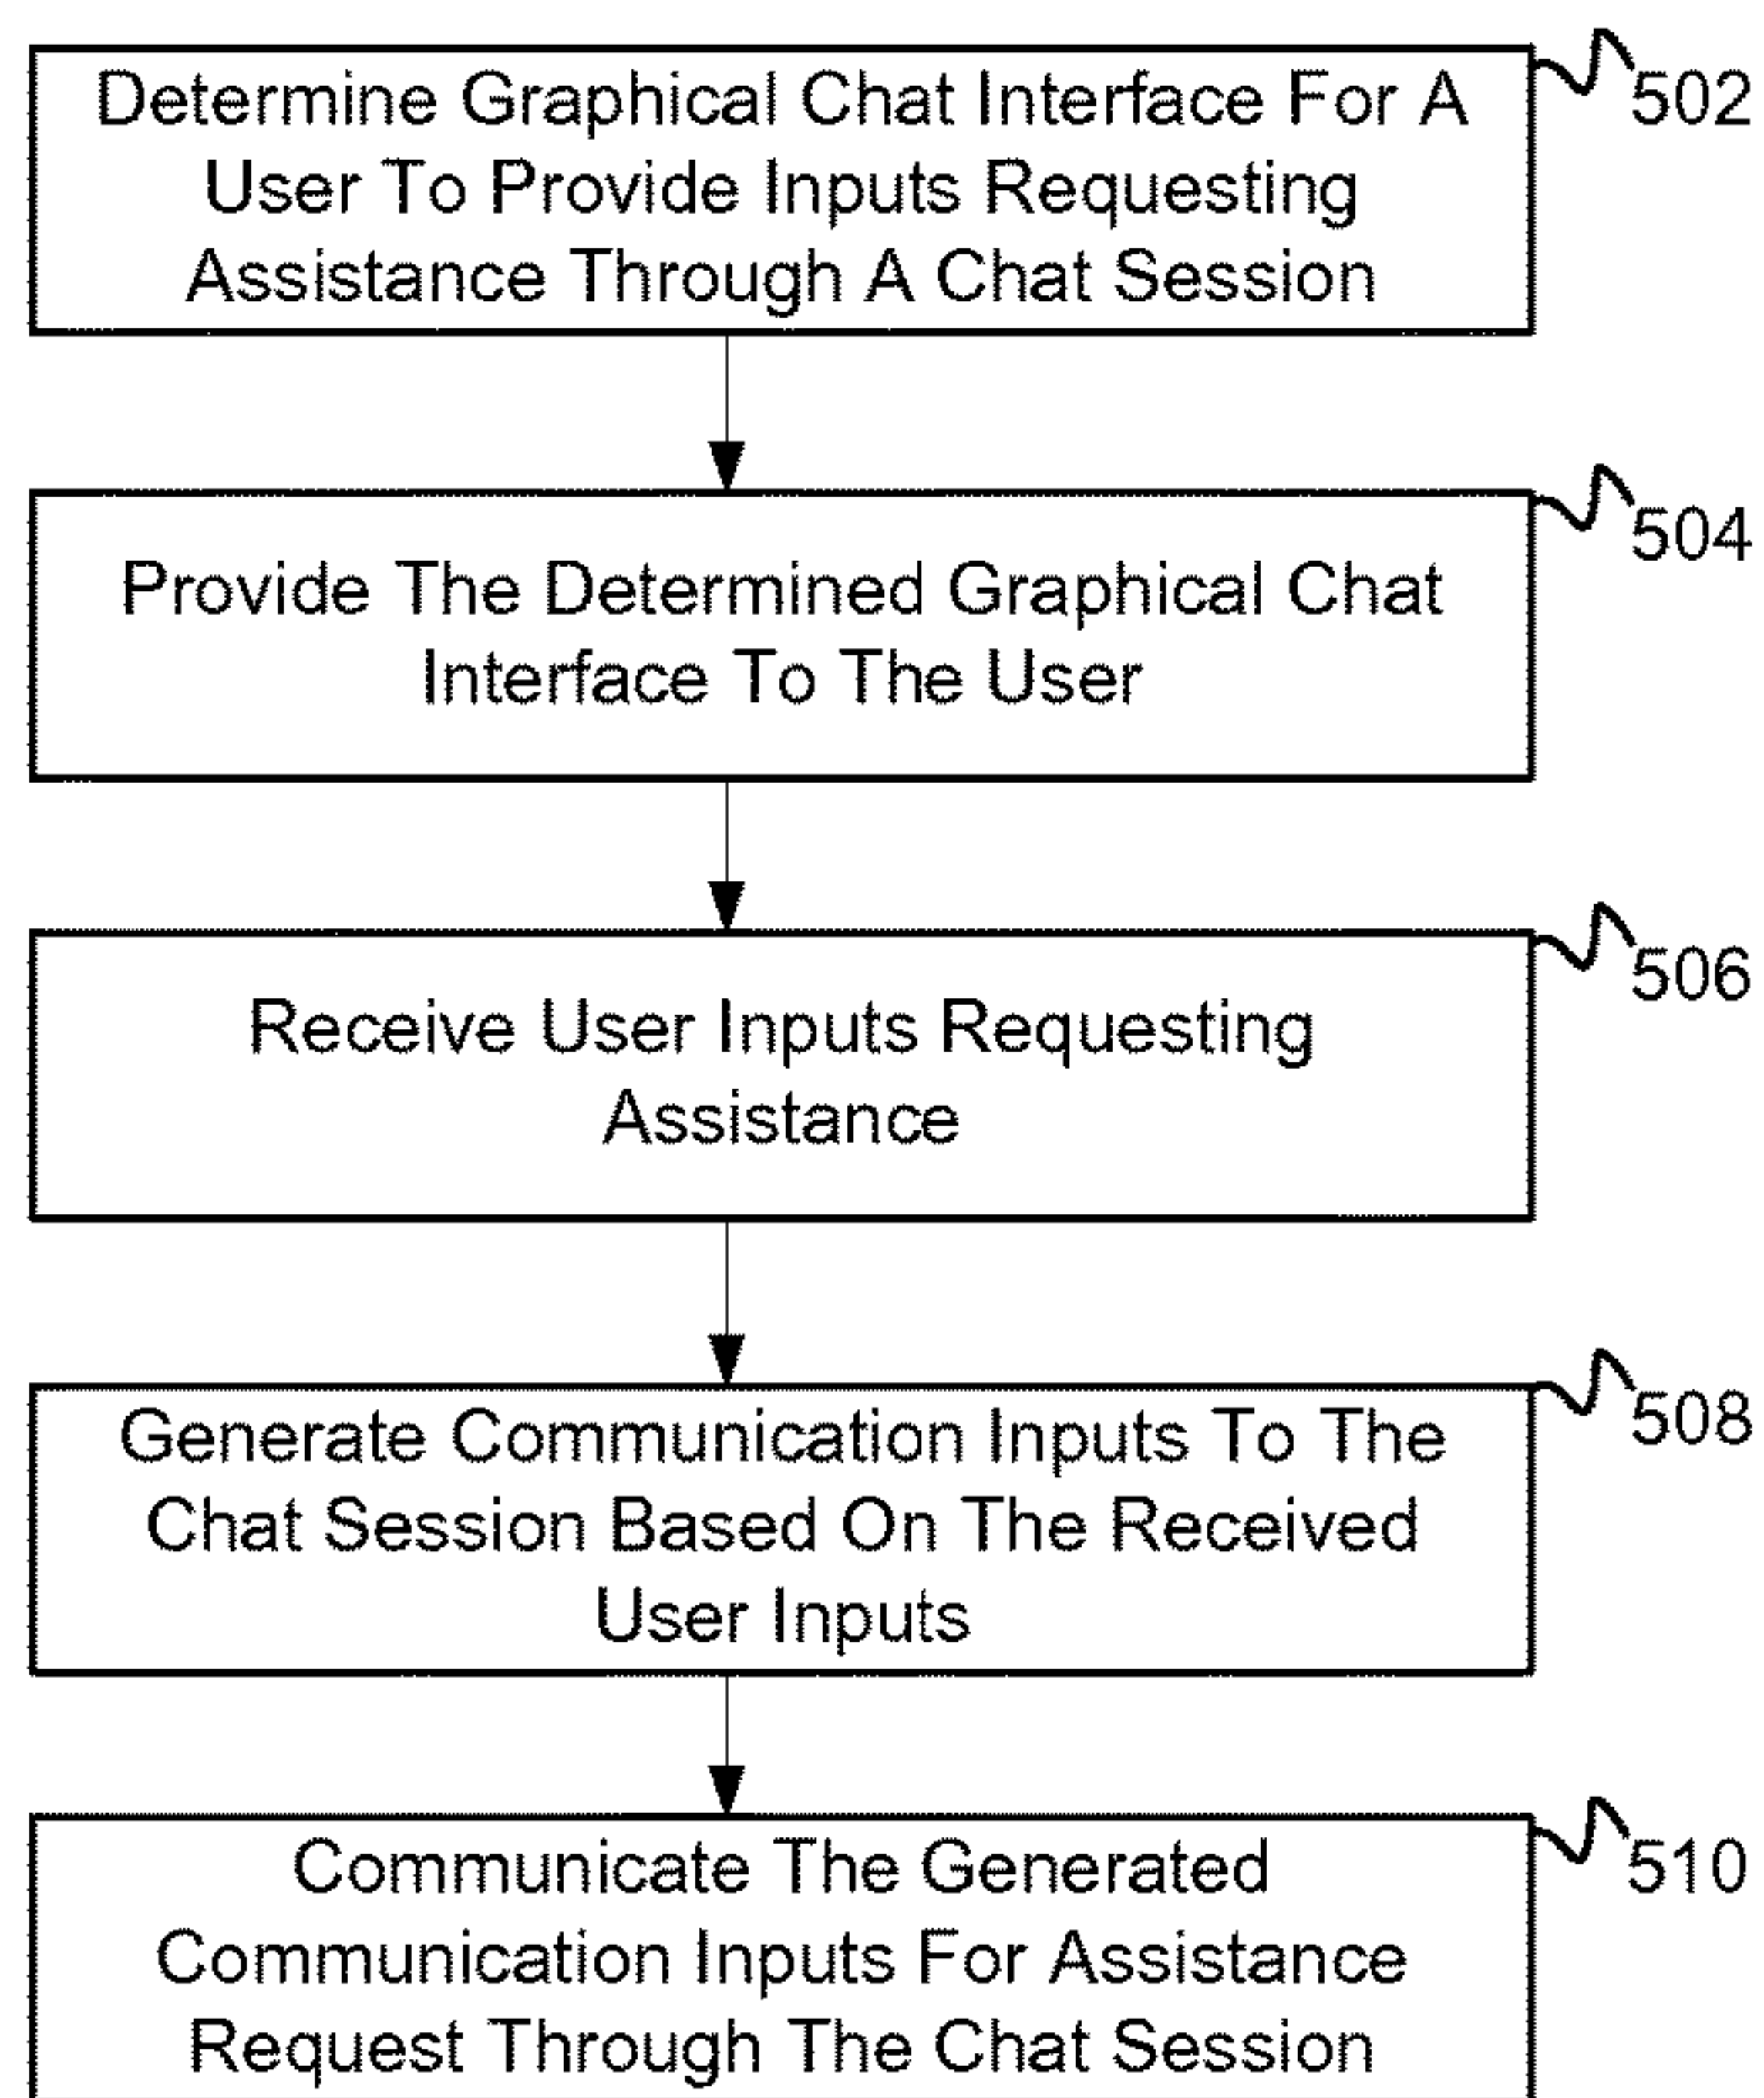 Determine Graphical Chat Interface For A
User To Provide Inputs Requesting
Assistance Through A Chat Session
502
Provide The Determined Graphical Chat
Interface To The User
504
Receive User Inputs Requesting
Assistance
506
Generate Communication Inputs To The
Chat Session Based On The Received
User Inputs
508
Communicate The Generated
Communication Inputs For Assistance
Request Through The Chat Session
510